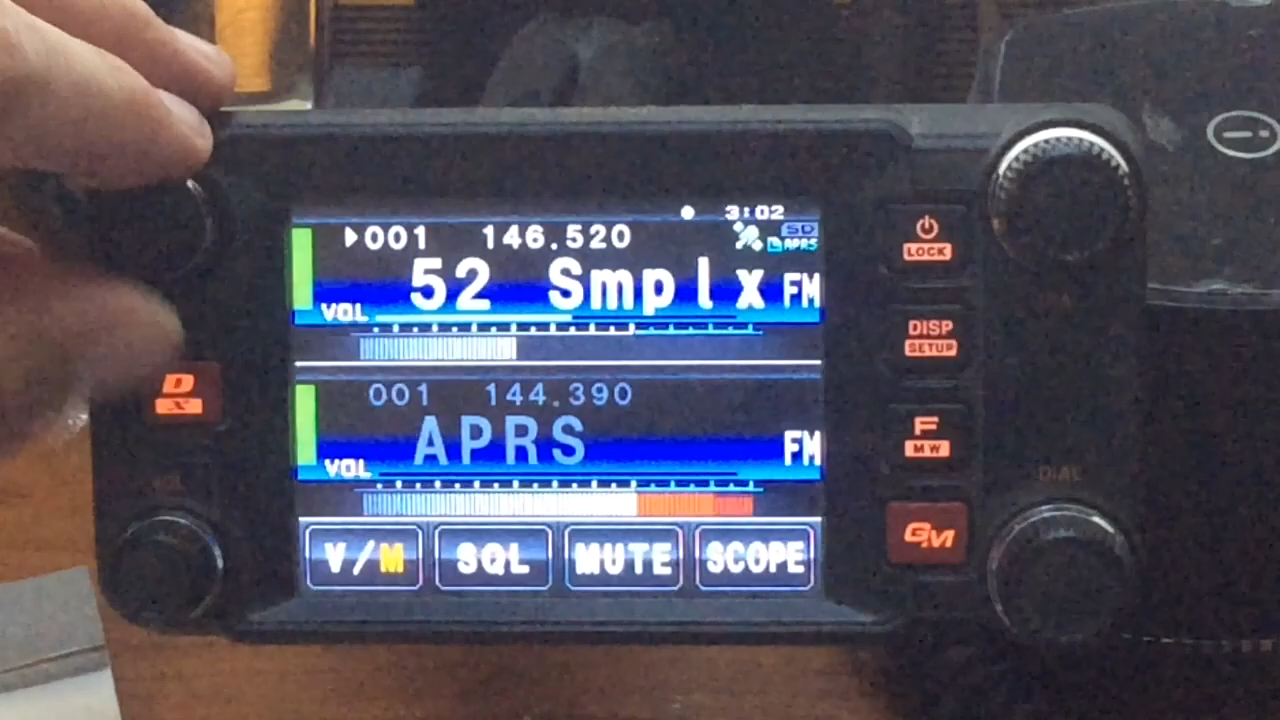 3:02
001 146.520
SD
APRS
52 Smplx FM
VOL
001 144.390
APRS FM
VOL
V/M SQL MUTE SCOPE
D
X
VOL
LOCK
DISP
SETUP
F
MW
GM
DIAL